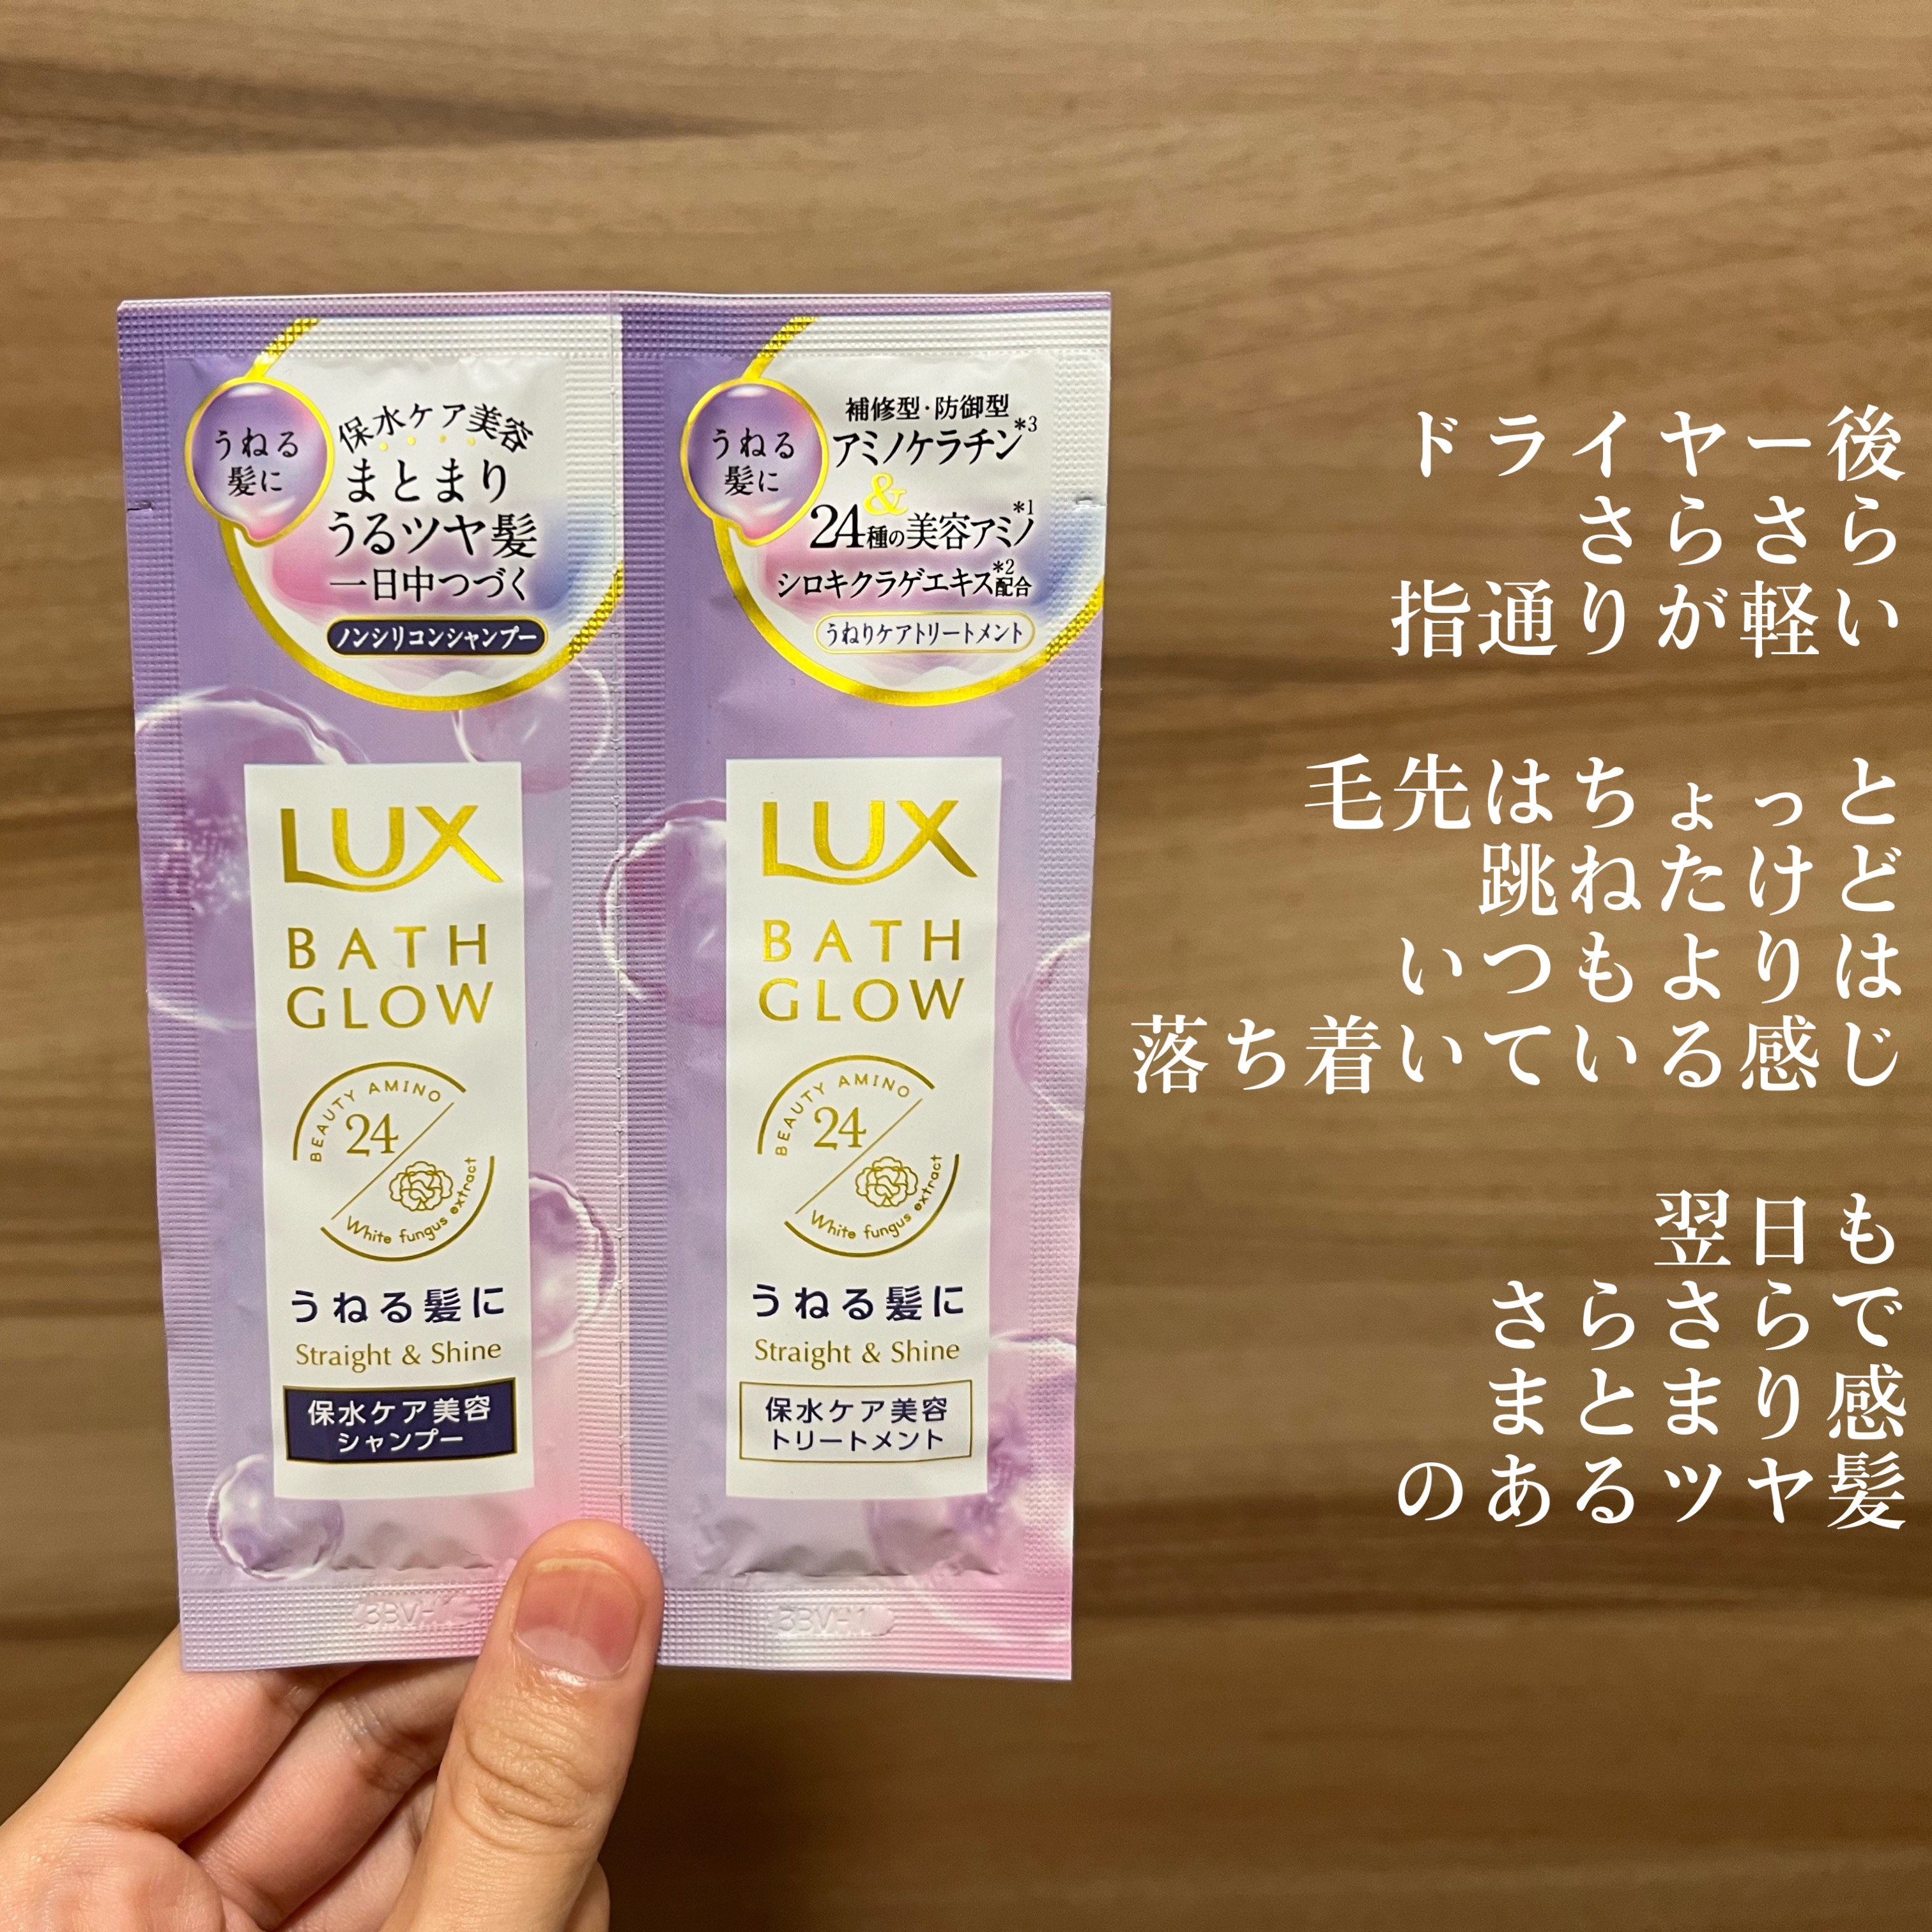 うねる
髪に
保水ケア美容
まとまり
うるツヤ髪
一日中つづく
ノンシリコンシャンプー
LUX
BATH
GLOW
BEAUTY AMINO
24
White fungus extract
うねる髪に
Straight & Shine
保水ケア美容
シャンプー
3BVH
うねる
髪に
補修型・防御型
アミノケラチン*3
&
24種の美容アミノ*1
シロキクラゲエキス*2配合
うねりケアトリートメント
LUX
BATH
GLOW
BEAUTY AMINO
24
White fungus extract
うねる髪に
Straight & Shine
保水ケア美容
トリートメント
3BVH1
ドライヤー後
さらさら
指通りが軽い
毛先はちょっと
跳ねたけど
いつもよりは
落ち着いている感じ
翌日も
さらさらで
まとまり感
のあるツヤ髪